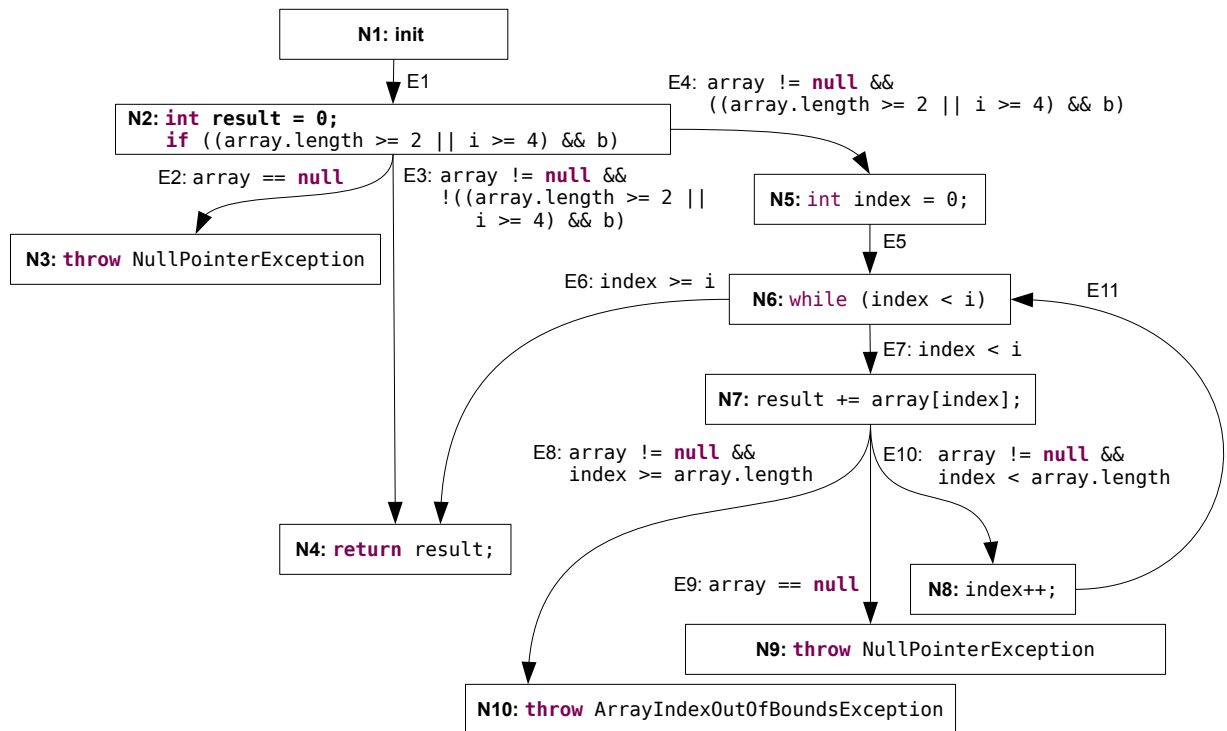 N1: init
E1
E4: array != null &&
((array.length >= 2 || i >= 4) && b)
N2: int result = 0;
if ((array.length >= 2 || i >= 4) && b)
E2: array == null
E3: array != null &&
!((array.length >= 2 ||
i >= 4) && b)
N5: int index = 0;
N3: throw NullPointerException
E5
E6: index >= i
N6: while (index < i)
E11
E7: index < i
N7: result += array[index];
E8: array != null &&
index >= array.length
E10: array != null &&
index < array.length
N4: return result;
E9: array == null
N8: index++;
N9: throw NullPointerException
N10: throw ArrayIndexOutOfBoundsException